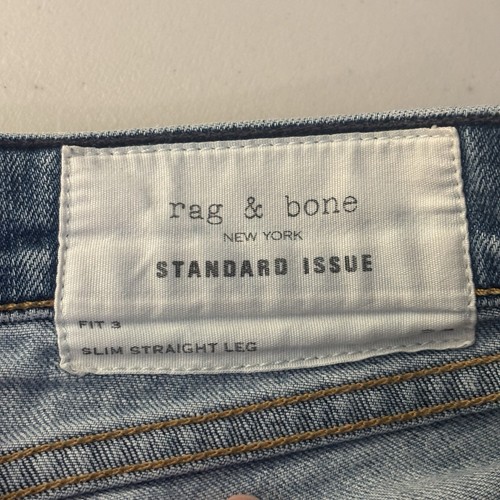 rag & bone
NEW YORK
STANDARD ISSUE
FIT 3
SLIM STRAIGHT LEG